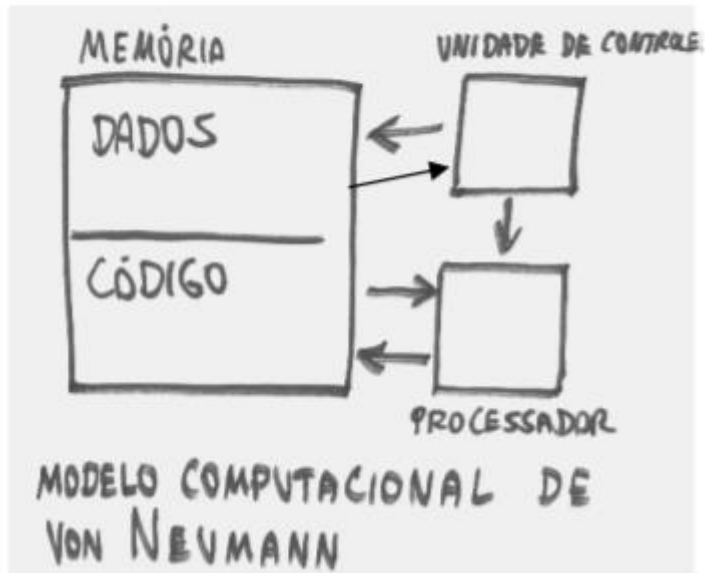 MEMÓRIA
UNIDADE DE CONTROLE
DADOS
CÓDIGO
PROCESSADOR
MODELO COMPUTACIONAL DE
VON NEUMANN